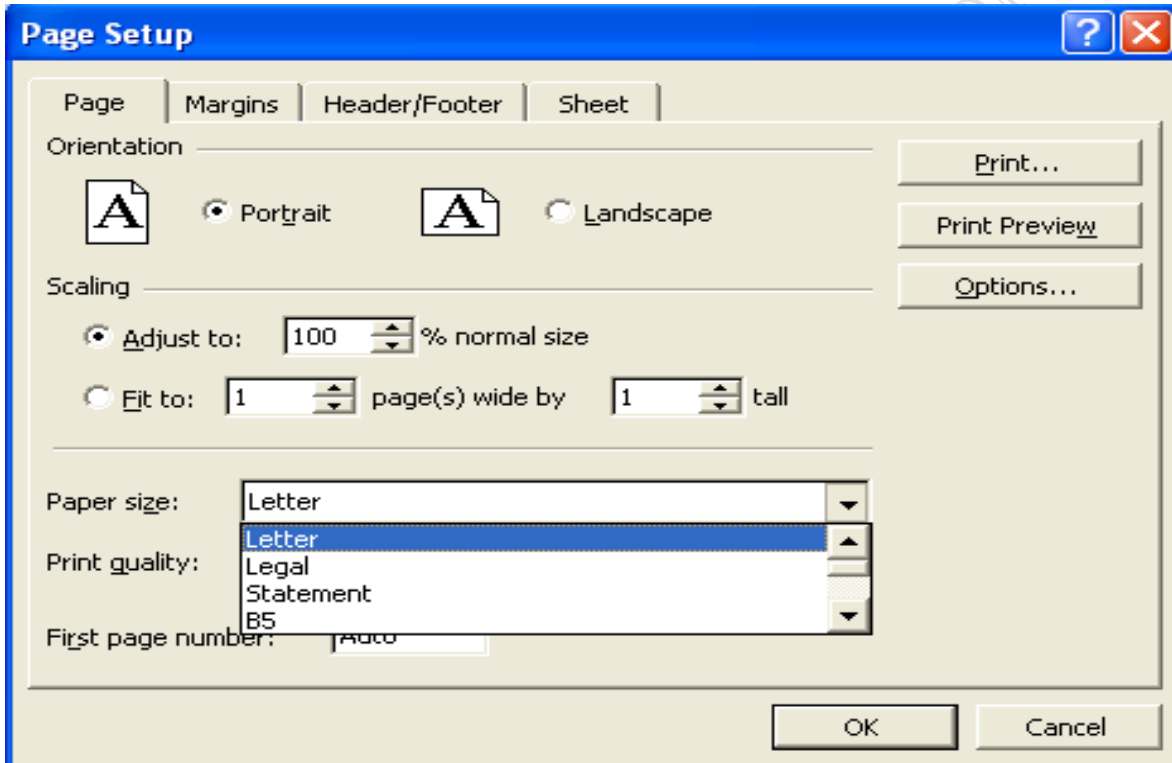 Page Setup
Page Margins Header/Footer Sheet
Orientation
A Portrait A Landscape
Print...
Print Preview
Options...
Scaling
Adjust to: 100 % normal size
Fit to: 1 page(s) wide by 1 tall
Paper size: Letter
Letter
Legal
Statement
B5
Print quality:
First page number: Auto
OK Cancel